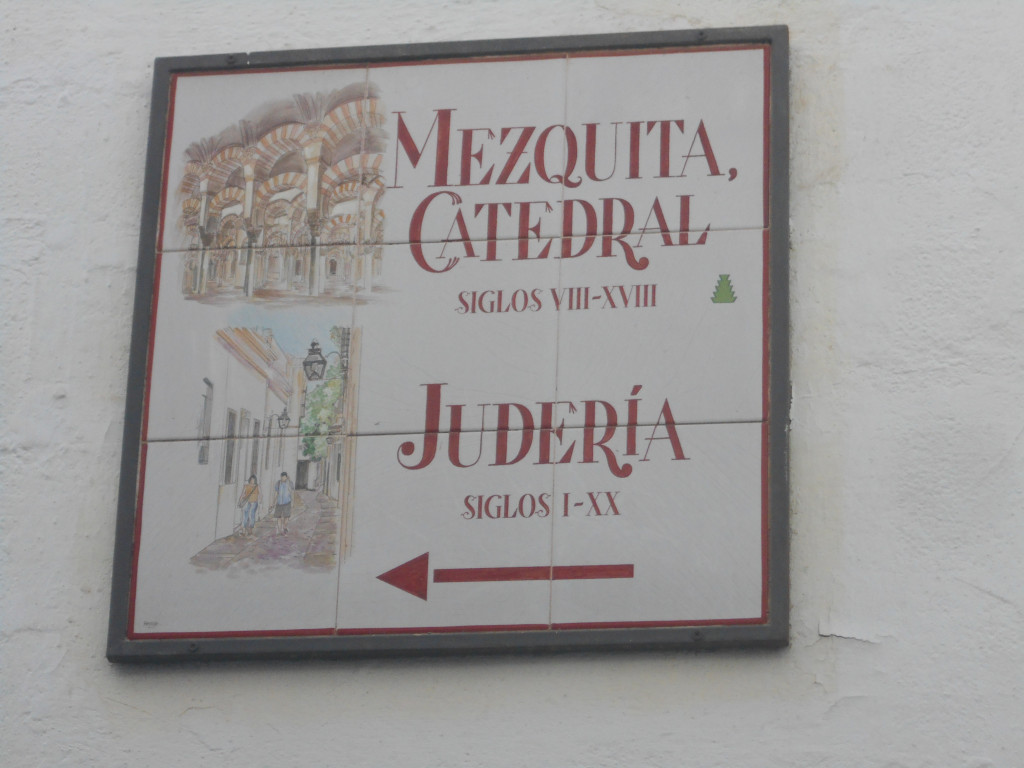 MEZQUITA,
CATEDRAL
SIGLOS VIII-XVIII
JUDERÍA
SIGLOS I-XX